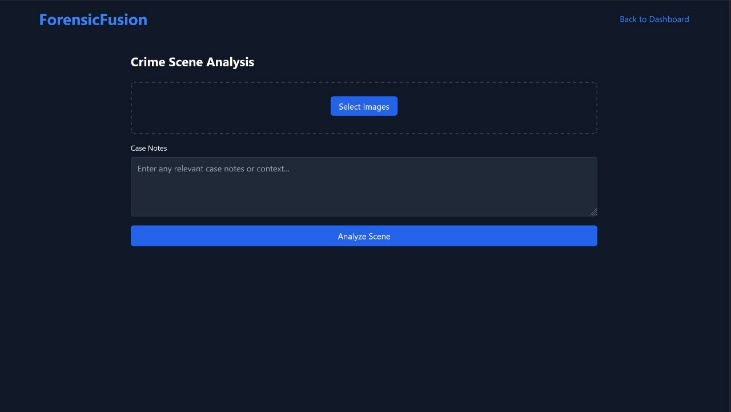 ForensicFusion
Back to Dashboard
Crime Scene Analysis
Select Images
Case Notes
Enter any relevant case notes or context...
Analyze Scene